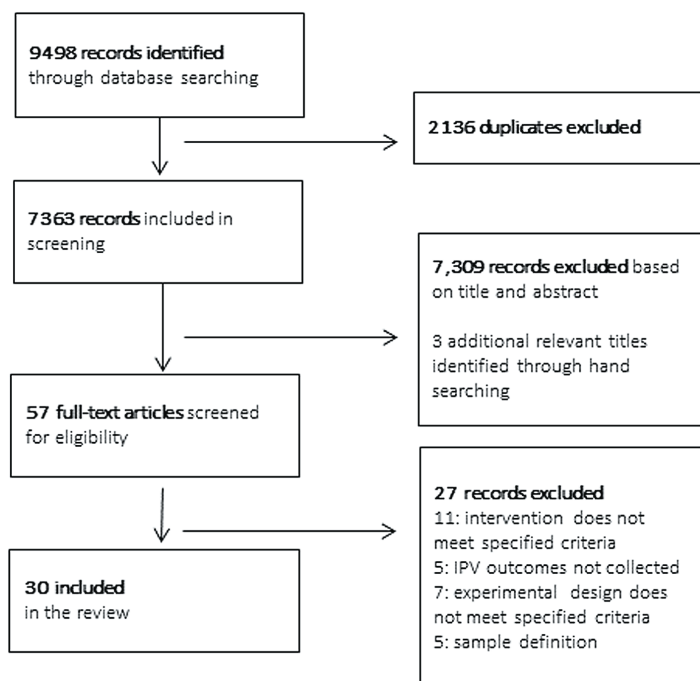 9498 records identified
through database searching
2136 duplicates excluded
7363 records included in
screening
7,309 records excluded based
on title and abstract
3 additional relevant titles
identified through hand
searching
57 full-text articles screened
for eligibility
27 records excluded
11: intervention does not
meet specified criteria
5: IPV outcomes not collected
7: experimental design does
not meet specified criteria
5: sample definition
30 included
in the review